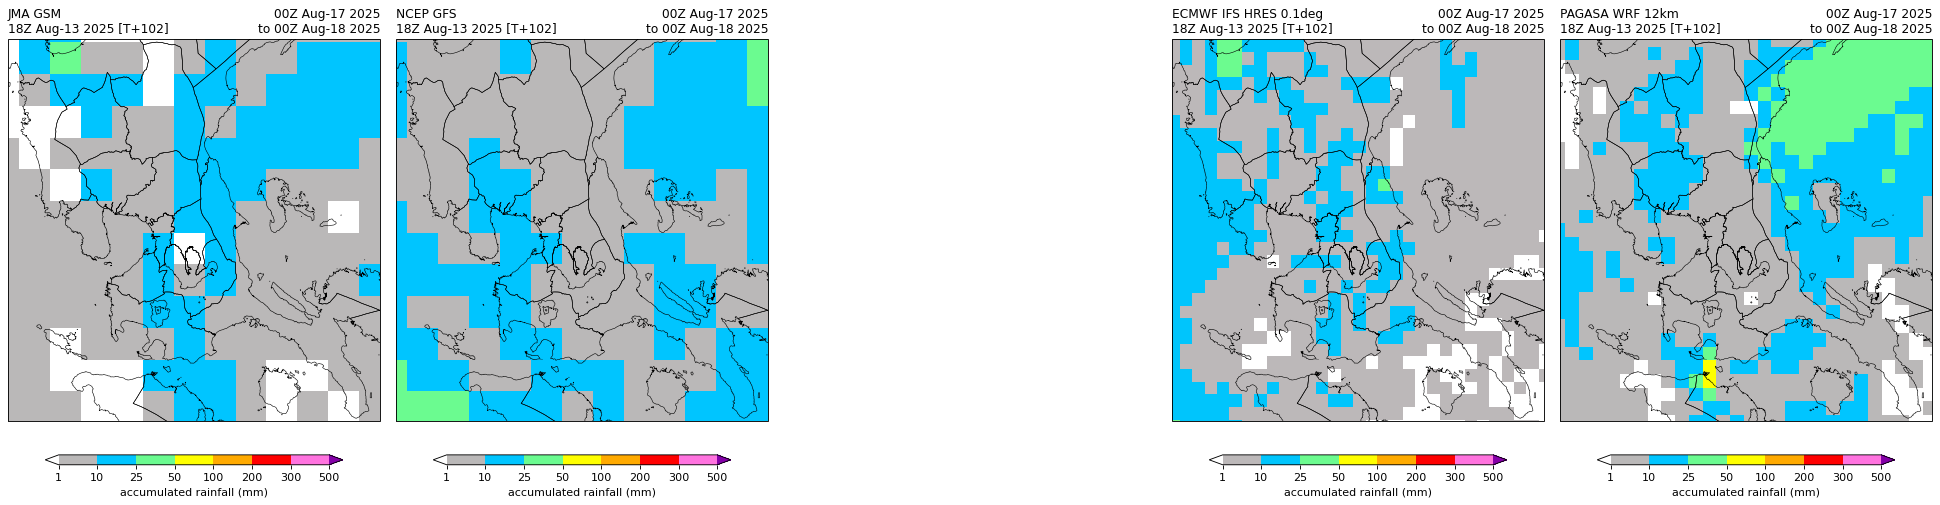 JMA GSM
00Z Aug-17 2025
18Z Aug-13 2025 [T+102]
to 00Z Aug-18 2025
NCEP GFS
00Z Aug-17 2025
18Z Aug-13 2025 [T+102]
to 00Z Aug-18 2025
ECMWF IFS HRES 0.1deg
00Z Aug-17 2025
18Z Aug-13 2025 [T+102]
to 00Z Aug-18 2025
PAGASA WRF 12km
00Z Aug-17 2025
18Z Aug-13 2025 [T+102]
to 00Z Aug-18 2025
1 10 25 50 100 200 300 500
accumulated rainfall (mm)
1 10 25 50 100 200 300 500
accumulated rainfall (mm)
1 10 25 50 100 200 300 500
accumulated rainfall (mm)
1 10 25 50 100 200 300 500
accumulated rainfall (mm)